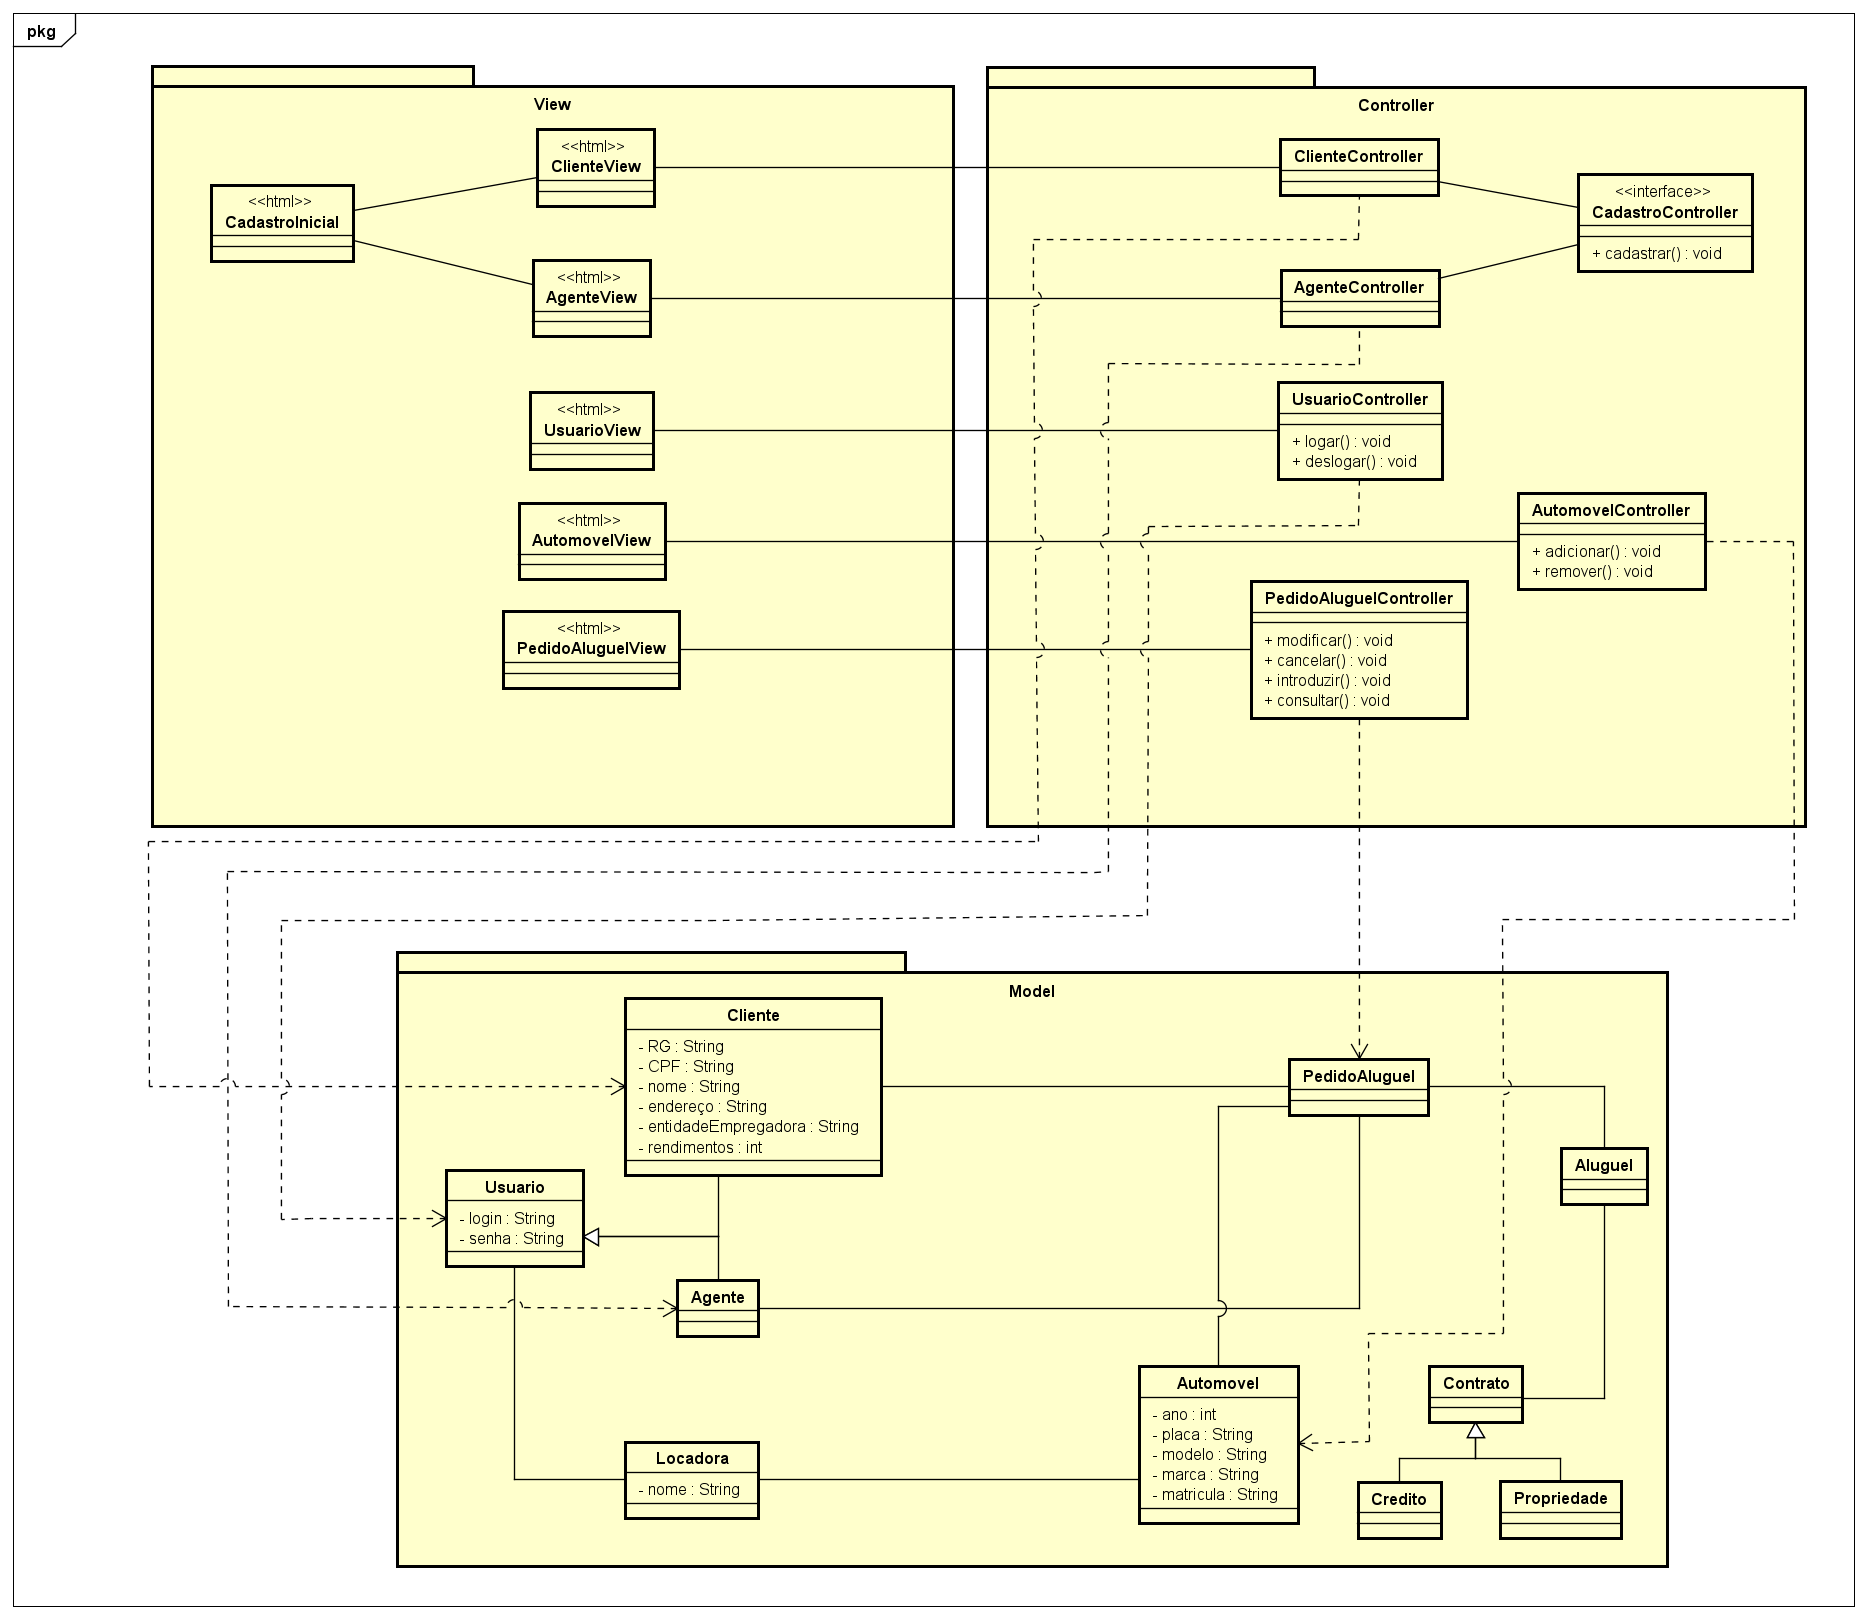 pkg
View
<<html>>
CadastroInicial
<<html>>
ClienteView
<<html>>
AgenteView
<<html>>
UsuarioView
<<html>>
AutomovelView
<<html>>
PedidoAluguelView
Controller
ClienteController
<<interface>>
CadastroController
+ cadastrar() : void
AgenteController
UsuarioController
+ logar() : void
+ deslogar() : void
AutomovelController
+ adicionar() : void
+ remover() : void
PedidoAluguelController
+ modificar() : void
+ cancelar() : void
+ introduzir() : void
+ consultar() : void
Model
Cliente
- RG : String
- CPF : String
- nome : String
- endereço : String
- entidadeEmpregadora : String
- rendimentos : int
PedidoAluguel
Aluguel
Usuario
- login : String
- senha : String
Agente
Automovel
- ano : int
- placa : String
- modelo : String
- marca : String
- matricula : String
Contrato
Locadora
- nome : String
Credito
Propriedade